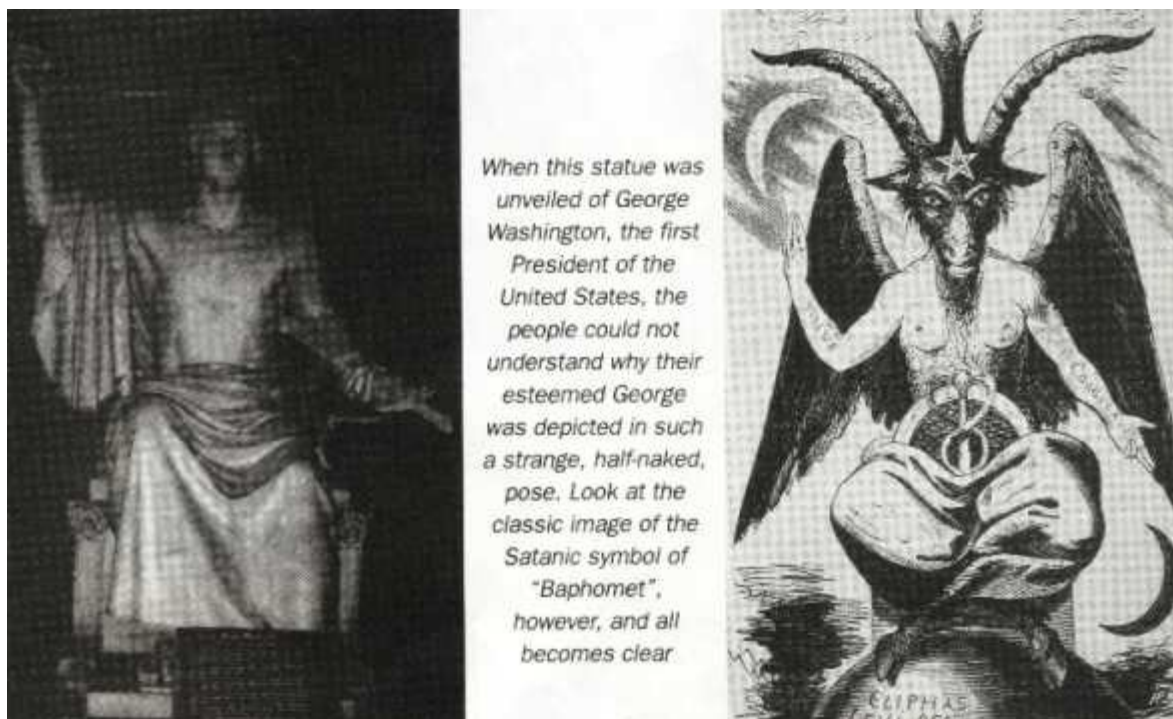 When this statue was
unveiled of George
Washington, the first
President of the
United States, the
people could not
understand why their
esteemed George
was depicted in such
a strange, half-naked,
pose. Look at the
classic image of the
Satanic symbol of
"Baphomet",
however, and all
becomes clear
ELIPHAS